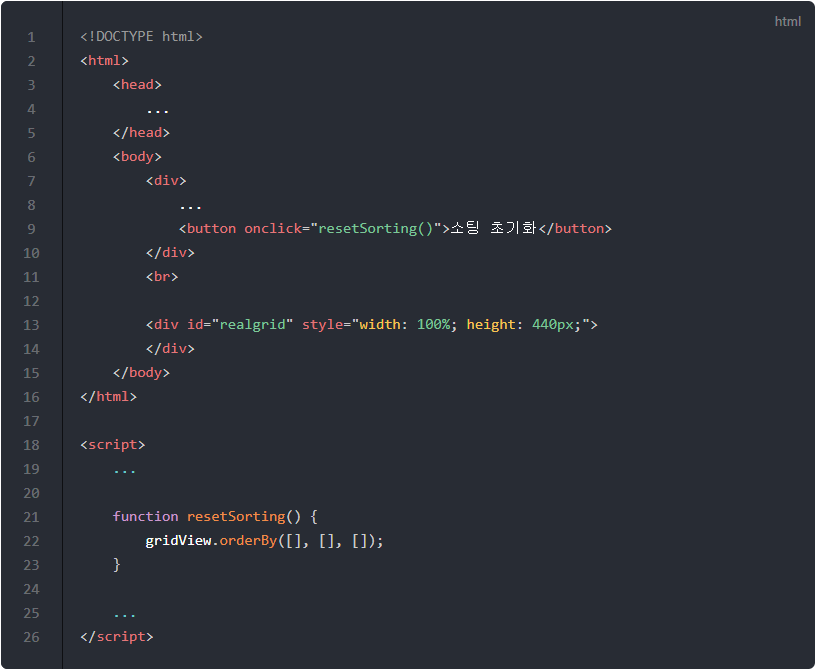 html
1 <!DOCTYPE html>
2 <html>
3     <head>
4         ...
5     </head>
6     <body>
7         <div>
8             ...
9             <button onclick="resetSorting()">소팅 초기화</button>
10         </div>
11         <br>
12
13         <div id="realgrid" style="width: 100%; height: 440px;">
14         </div>
15     </body>
16 </html>
17
18 <script>
19     ...
20
21     function resetSorting() {
22         gridView.orderBy([], [], []);
23     }
24
25     ...
26 </script>